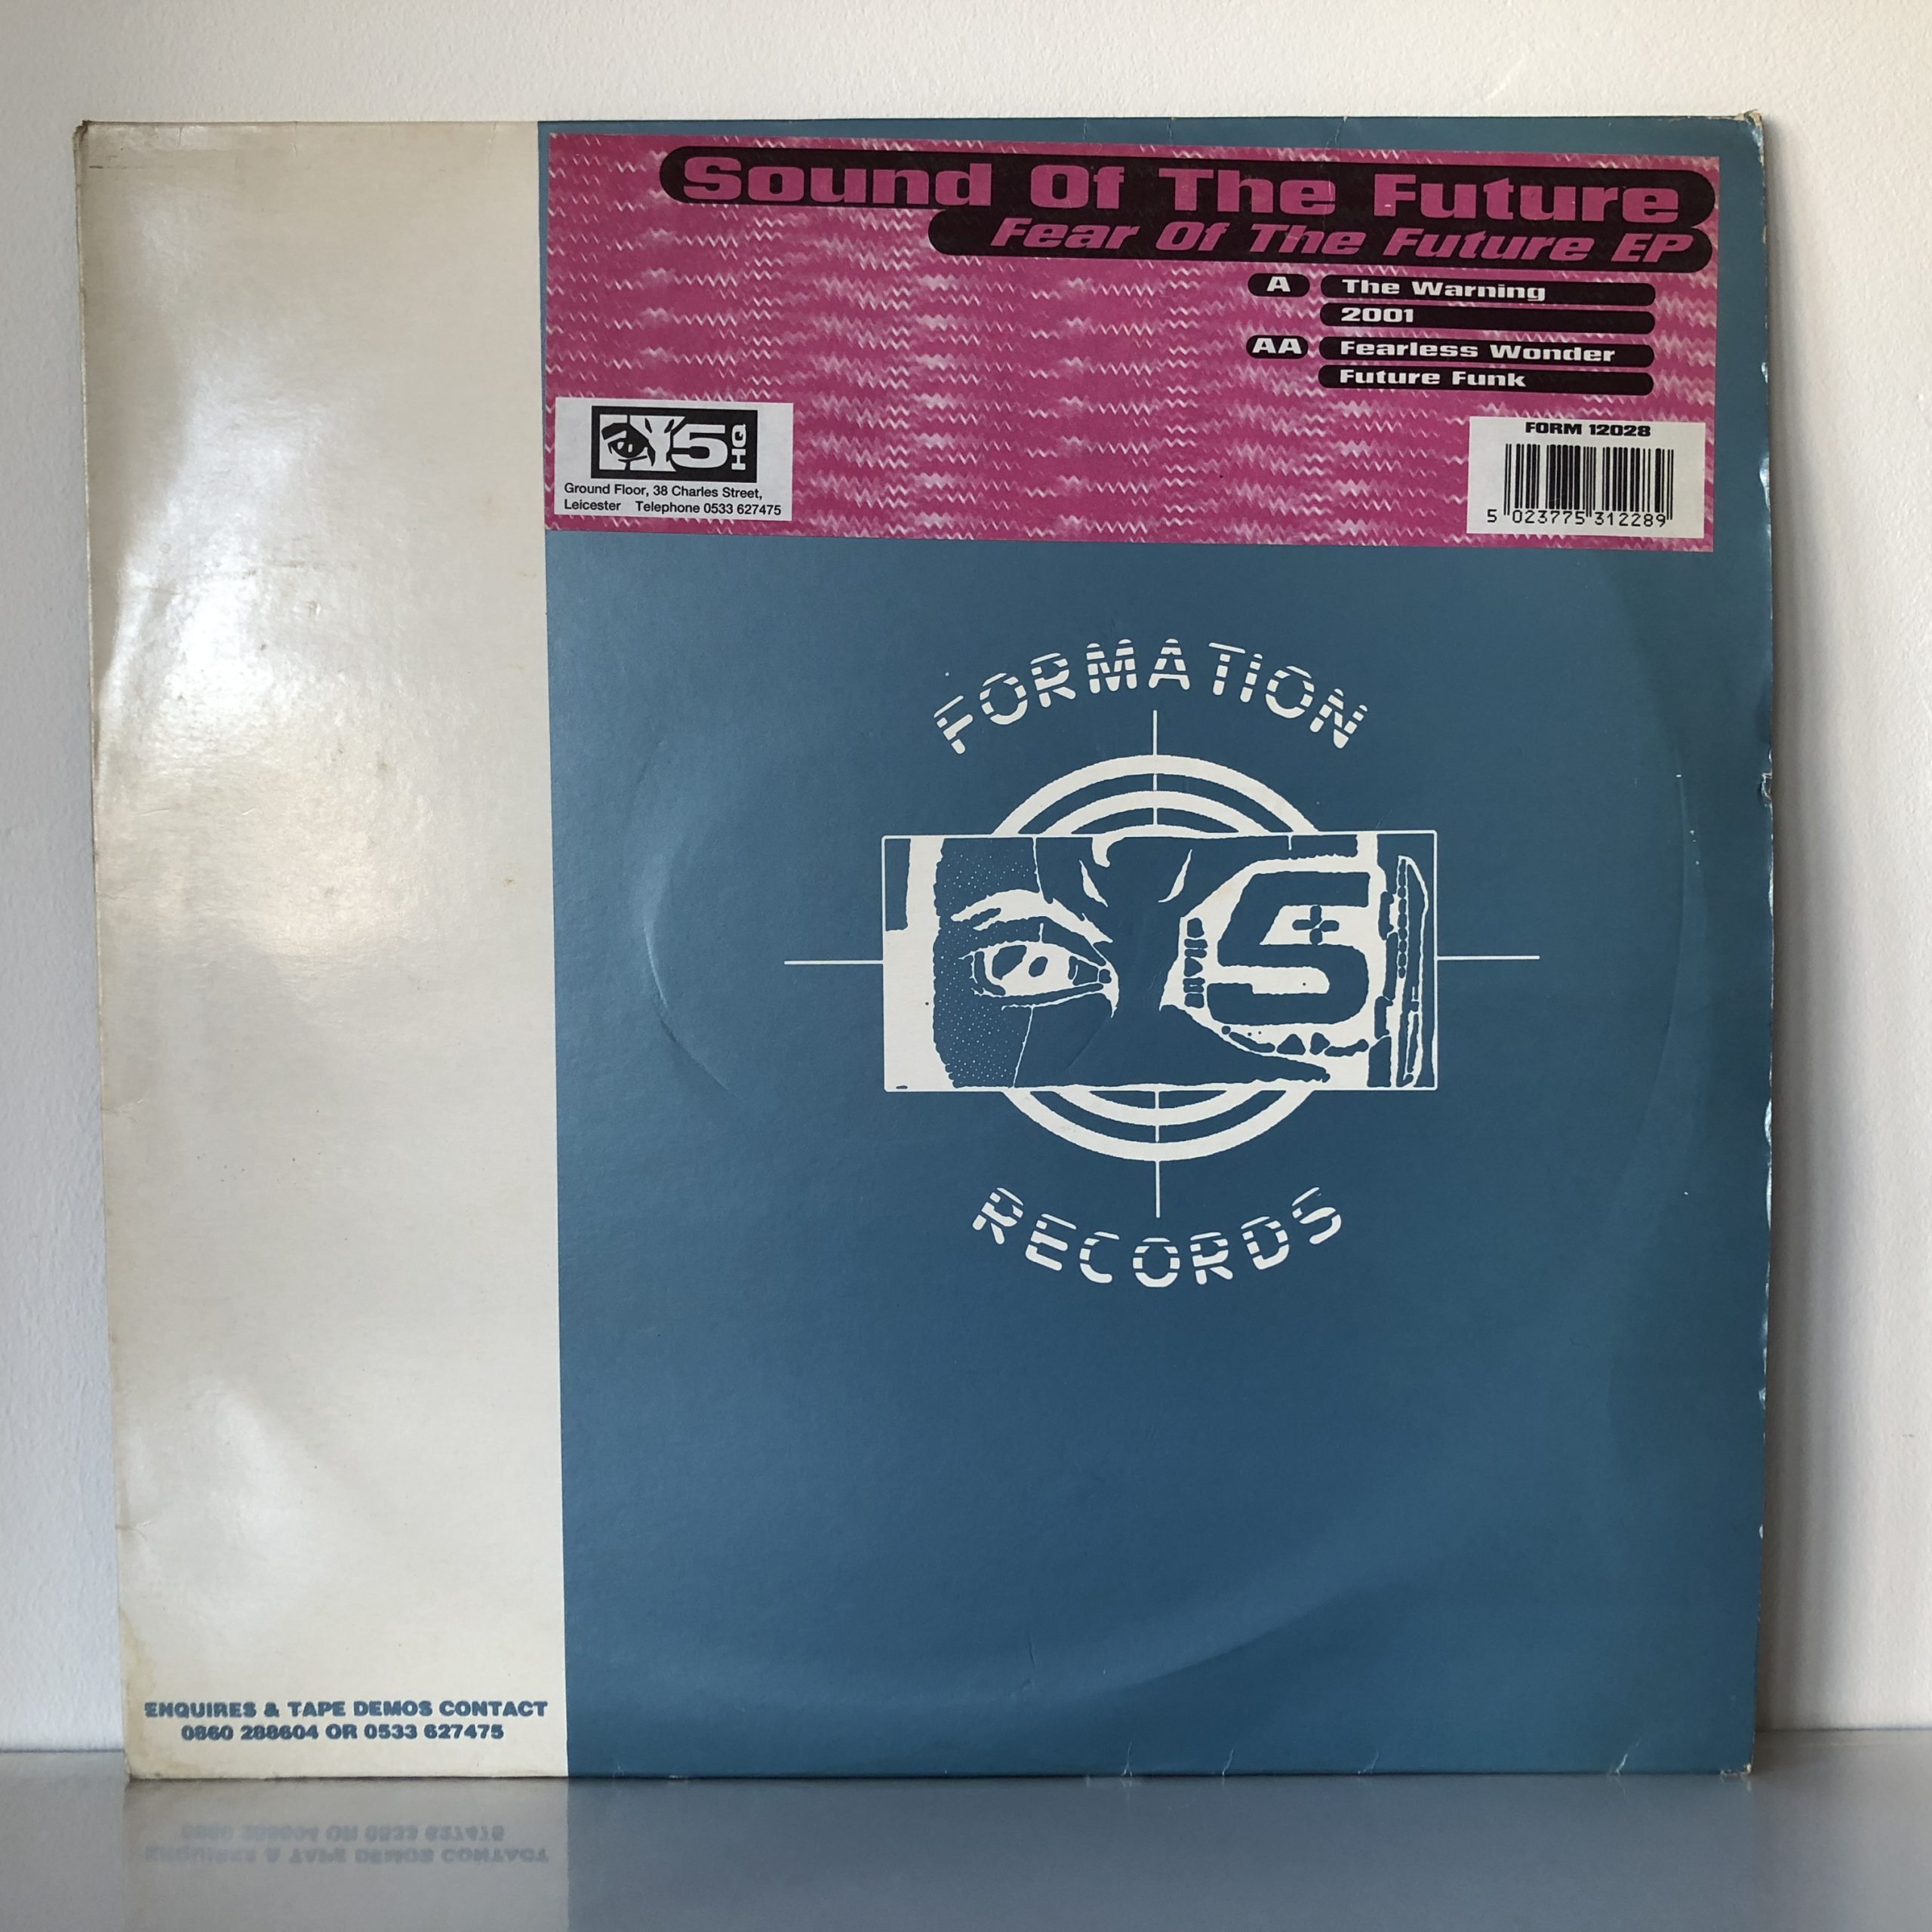 Sound Of The Future
Fear Of The Future EP
A The Warning
2001
AA Fearless Wonder
Future Funk
5 HQ
Ground Floor, 38 Charles Street,
Leicester Telephone 0533 627475
FORM 12028
5 023775 312289
FORMATION
5
RECORDS
ENQUIRES & TAPE DEMOS CONTACT
0860 288604 OR 0533 627475